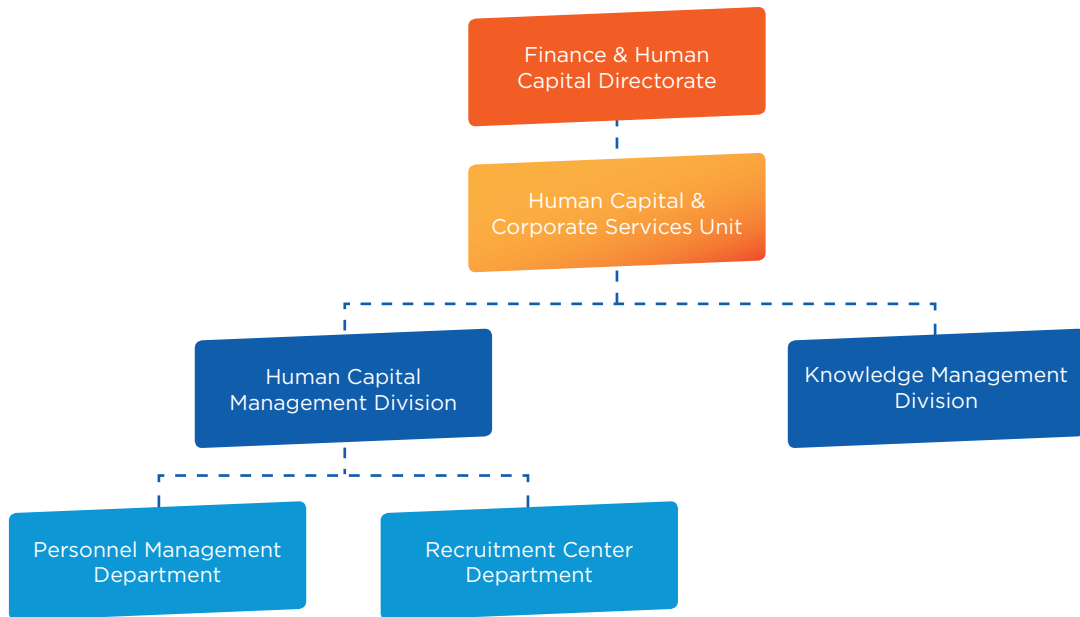 Finance & Human
Capital Directorate
Human Capital &
Corporate Services Unit
Human Capital
Management Division
Knowledge Management
Division
Personnel Management
Department
Recruitment Center
Department